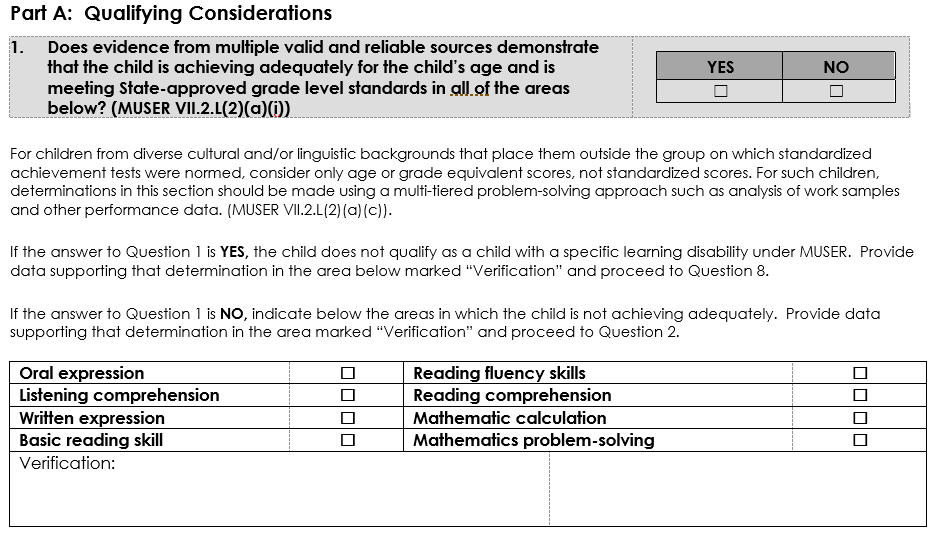 Part A:  Qualifying Considerations
1. Does evidence from multiple valid and reliable sources demonstrate
that the child is achieving adequately for the child's age and is
meeting State-approved grade level standards in all of the areas
below? (MUSER VII.2.L(2)(a)(i))
YES NO
☐ ☐
For children from diverse cultural and/or linguistic backgrounds that place them outside the group on which standardized
achievement tests were normed, consider only age or grade equivalent scores, not standardized scores. For such children,
determinations in this section should be made using a multi-tiered problem-solving approach such as analysis of work samples
and other performance data. (MUSER VII.2.L(2)(a)(c)).
If the answer to Question 1 is YES, the child does not qualify as a child with a specific learning disability under MUSER.  Provide
data supporting that determination in the area below marked "Verification" and proceed to Question 8.
If the answer to Question 1 is NO, indicate below the areas in which the child is not achieving adequately.  Provide data
supporting that determination in the area marked "Verification" and proceed to Question 2.
Oral expression ☐ Reading fluency skills ☐
Listening comprehension ☐ Reading comprehension ☐
Written expression ☐ Mathematic calculation ☐
Basic reading skill ☐ Mathematics problem-solving ☐
Verification: